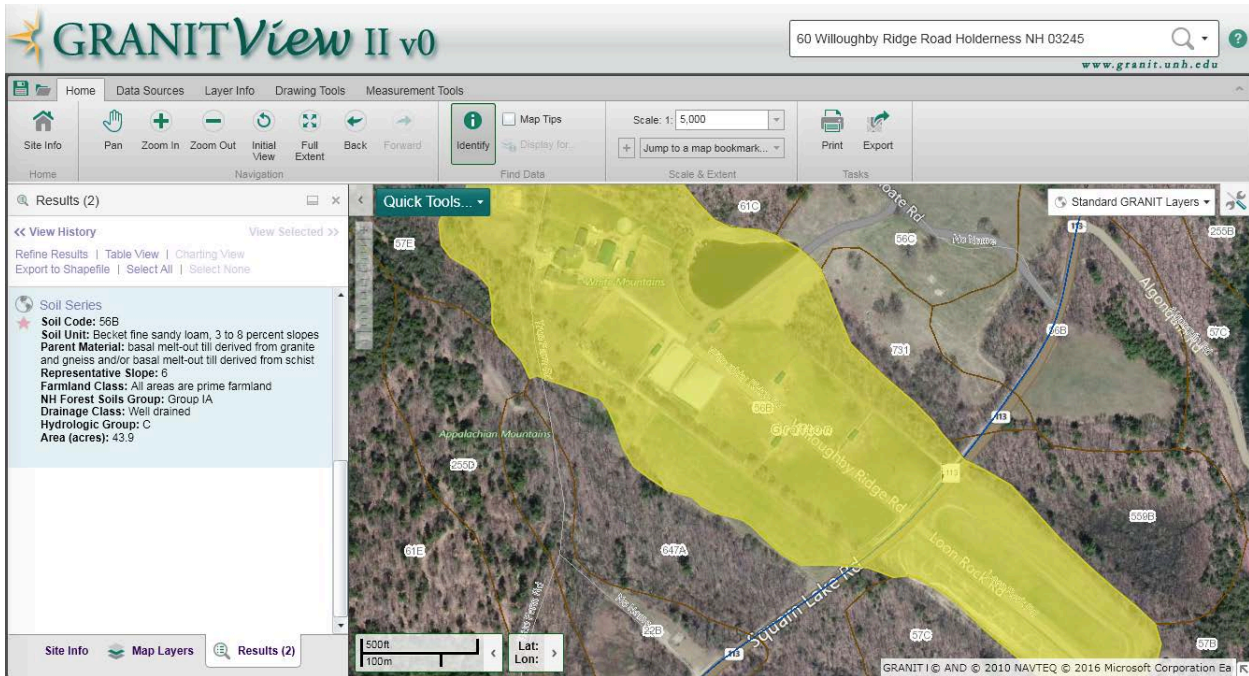 GRANITView II v0
60 Willoughby Ridge Road Holderness NH 03245
www.granit.unh.edu
Home Data Sources Layer Info Drawing Tools Measurement Tools
Site Info
Pan
Zoom In
Zoom Out
Initial
View
Full
Extent
Back
Forward
Identify
Map Tips
Display for...
Scale: 1: 5,000
Jump to a map bookmark...
Print
Export
Home
Navigation
Find Data
Scale & Extent
Tasks
Results (2)
<< View History
View Selected >>
Refine Results | Table View | Charting View
Export to Shapefile | Select All | Select None
Soil Series
Soil Code: 56B
Soil Unit: Becket fine sandy loam, 3 to 8 percent slopes
Parent Material: basal melt-out till derived from granite
and gneiss and/or basal melt-out till derived from schist
Representative Slope: 6
Farmland Class: All areas are prime farmland
NH Forest Soils Group: Group IA
Drainage Class: Well drained
Hydrologic Group: C
Area (acres): 43.9
Site Info
Map Layers
Results (2)
Quick Tools...
Standard GRANIT Layers
61C
113
255B
57E
56C
No Name
White Mountains
Algonquin Rd
57C
56B
731
56B
113
Grafton
Willoughby Ridge Rd
Appalachian Mountains
255D
113
559B
61E
647A
Loon Rock Rd
Squam Lake Rd
22B
57C
57B
113
500ft
100m
Lat:
Lon:
GRANIT | © AND © 2010 NAVTEQ © 2016 Microsoft Corporation Ea